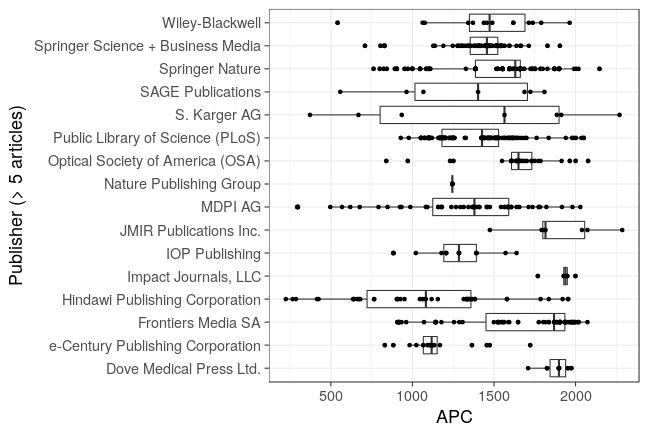 Publisher (> 5 articles)
Wiley-Blackwell
Springer Science + Business Media
Springer Nature
SAGE Publications
S. Karger AG
Public Library of Science (PLoS)
Optical Society of America (OSA)
Nature Publishing Group
MDPI AG
JMIR Publications Inc.
IOP Publishing
Impact Journals, LLC
Hindawi Publishing Corporation
Frontiers Media SA
e-Century Publishing Corporation
Dove Medical Press Ltd.
500 1000 1500 2000
APC